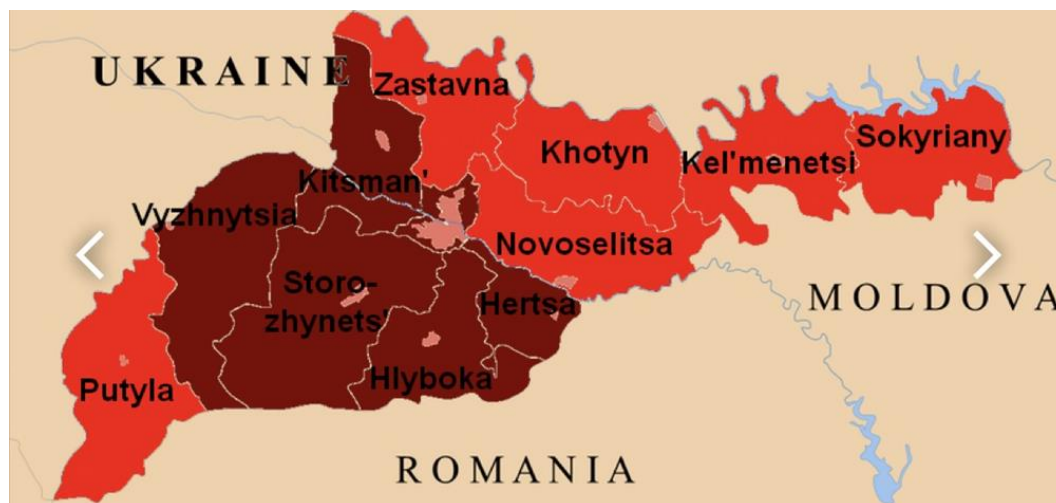 UKRAINE
Zastavna
Khotyn
Kel'menetsi
Sokyriany
Kitsman'
Vyzhnytsia
Novoselitsa
Storo-
zhynets'
Hertsa
MOLDOVA
Putyla
Hlyboka
ROMANIA